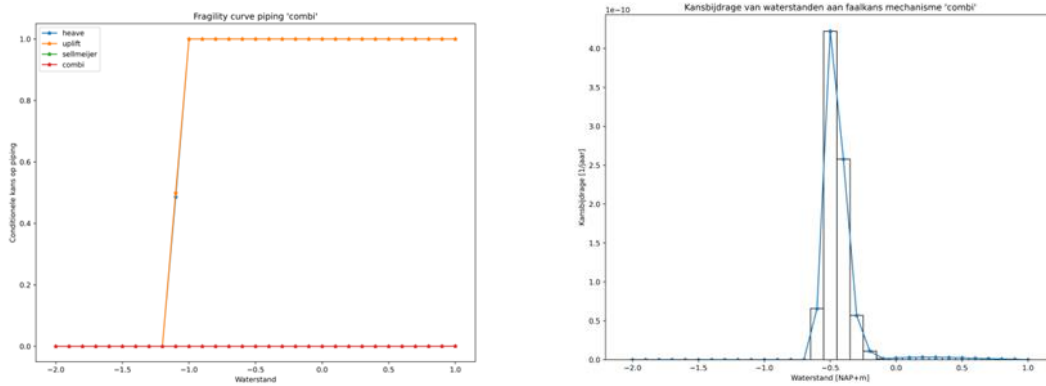 Fragility curve piping 'combi'
heave
uplift
sellmeijer
combi
1.0
0.8
0.6
0.4
0.2
0.0
Conditionele kans op piping
−2.0 −1.5 −1.0 −0.5 0.0 0.5 1.0
Waterstand
Kansbijdrage van waterstanden aan faalkans mechanisme 'combi'
1e−10
4.0
3.5
3.0
2.5
2.0
1.5
1.0
0.5
0.0
Kansbijdrage [1/jaar]
−2.0 −1.5 −1.0 −0.5 0.0 0.5 1.0
Waterstand [NAP+m]